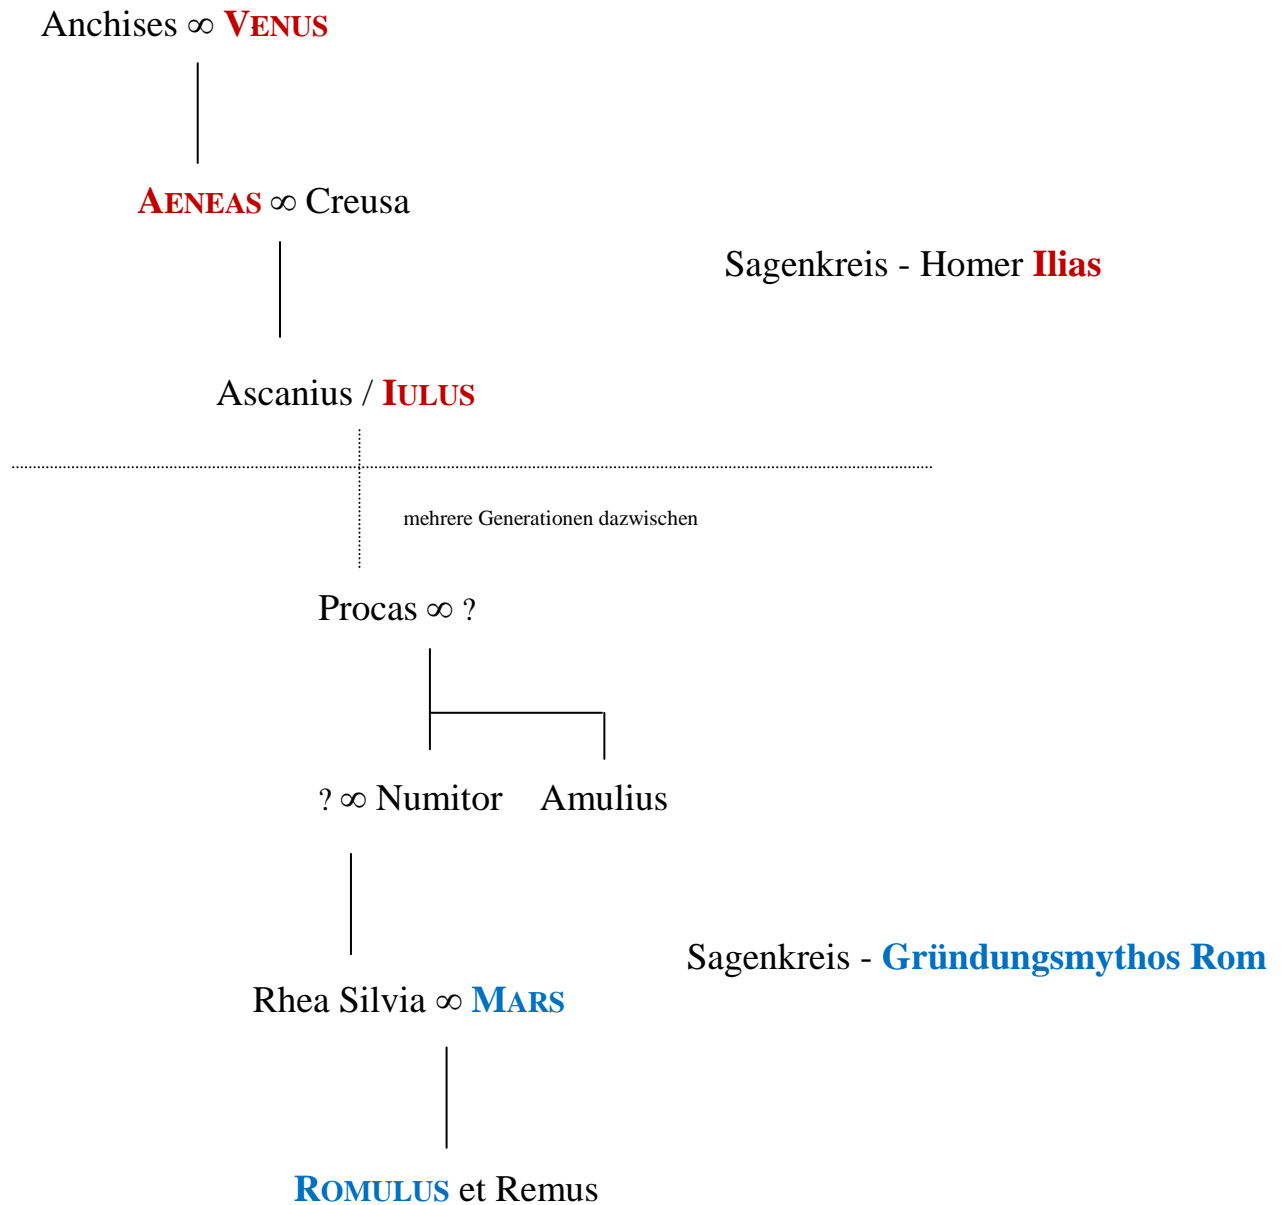 Anchises ∞ VENUS
AENEAS ∞ Creusa
Sagenkreis - Homer Ilias
Ascanius / IULUS
mehrere Generationen dazwischen
Procas ∞ ?
? ∞ Numitor Amulius
Sagenkreis - Gründungsmythos Rom
Rhea Silvia ∞ MARS
ROMULUS et Remus